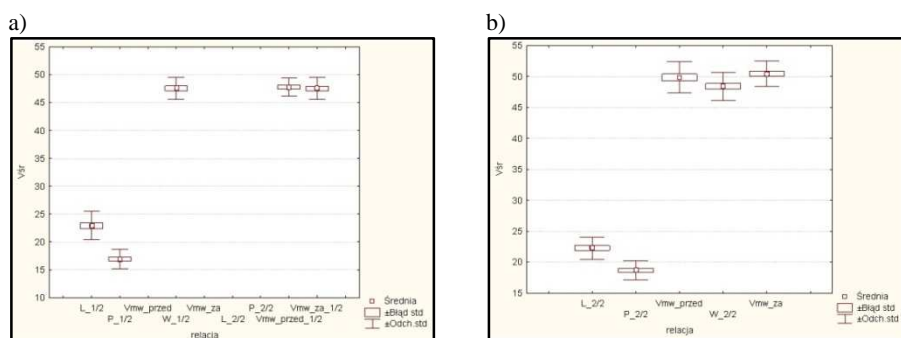 a)
b)
55
50
45
40
35
30
25
20
15
10
Vśr
L_1/2 Vmw_przed Vmw_za P_2/2 Vmw_za_1/2
P_1/2 W_1/2 L_2/2 Vmw_przed_1/2
relacja
Średnia
±Błąd std
±Odch.std
55
50
45
40
35
30
25
20
15
Vśr
L_2/2 Vmw_przed Vmw_za
P_2/2 W_2/2
relacja
Średnia
±Błąd std
±Odch.std